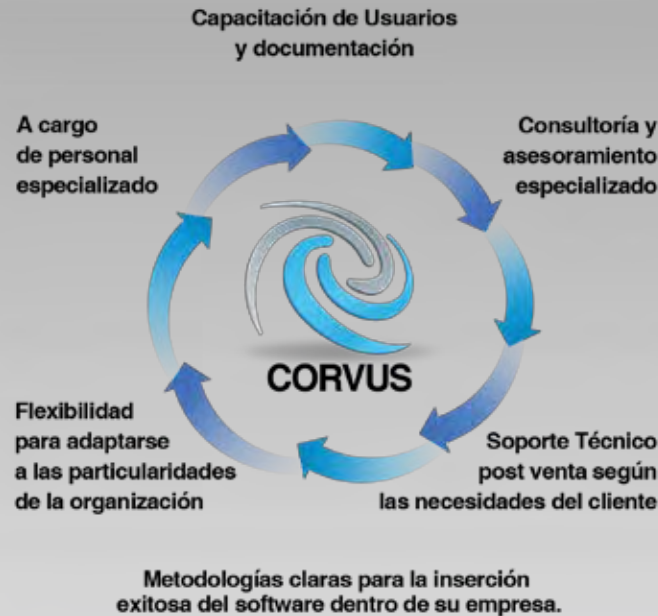 Capacitación de Usuarios
y documentación
A cargo
de personal
especializado
Consultoría y
asesoramiento
especializado
CORVUS
Flexibilidad
para adaptarse
a las particularidades
de la organización
Soporte Técnico
post venta según
las necesidades del cliente
Metodologías claras para la inserción
exitosa del software dentro de su empresa.